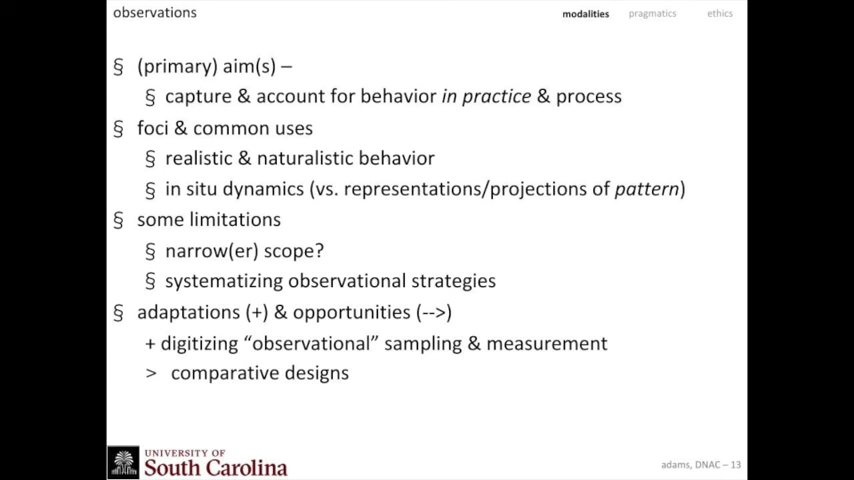 observations
modalities pragmatics ethics
§ (primary) aim(s) –
§ capture & account for behavior in practice & process
§ foci & common uses
§ realistic & naturalistic behavior
§ in situ dynamics (vs. representations/projections of pattern)
§ some limitations
§ narrow(er) scope?
§ systematizing observational strategies
§ adaptations (+) & opportunities (-->)
+ digitizing “observational” sampling & measurement
> comparative designs
UNIVERSITY OF
South Carolina
adams, DNAC – 13